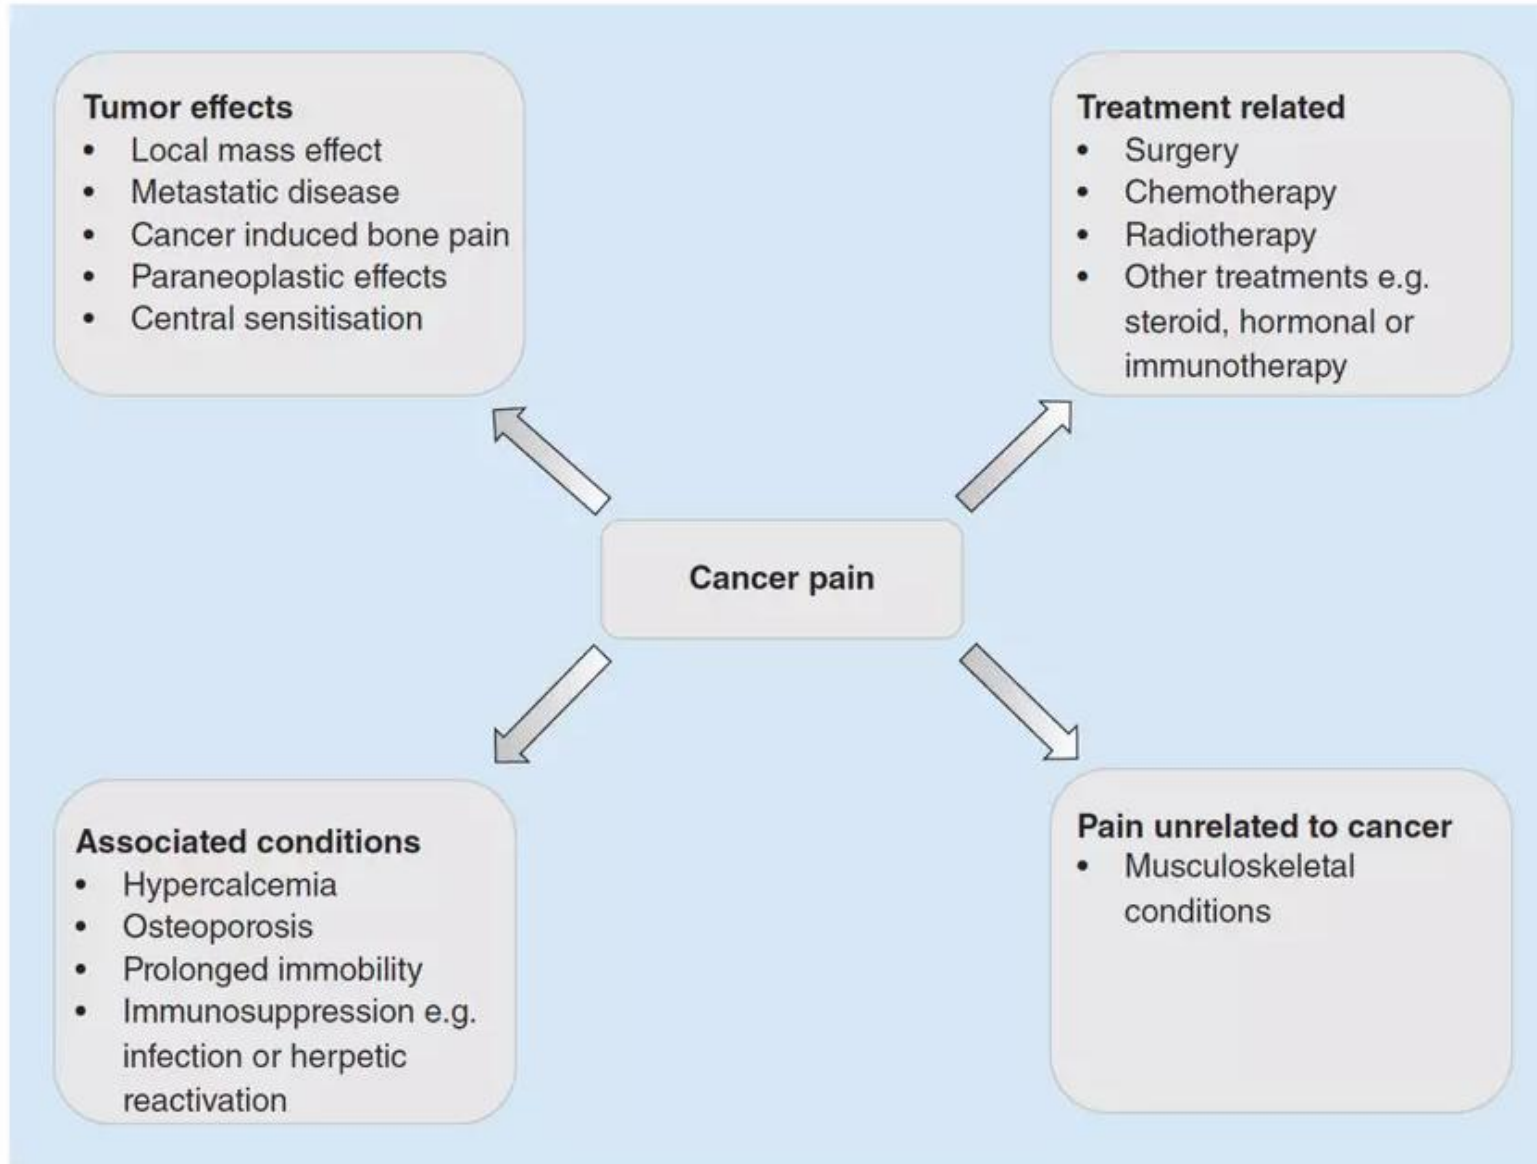 Tumor effects
• Local mass effect
• Metastatic disease
• Cancer induced bone pain
• Paraneoplastic effects
• Central sensitisation
Treatment related
• Surgery
• Chemotherapy
• Radiotherapy
• Other treatments e.g.
steroid, hormonal or
immunotherapy
Cancer pain
Associated conditions
• Hypercalcemia
• Osteoporosis
• Prolonged immobility
• Immunosuppression e.g.
infection or herpetic
reactivation
Pain unrelated to cancer
• Musculoskeletal
conditions